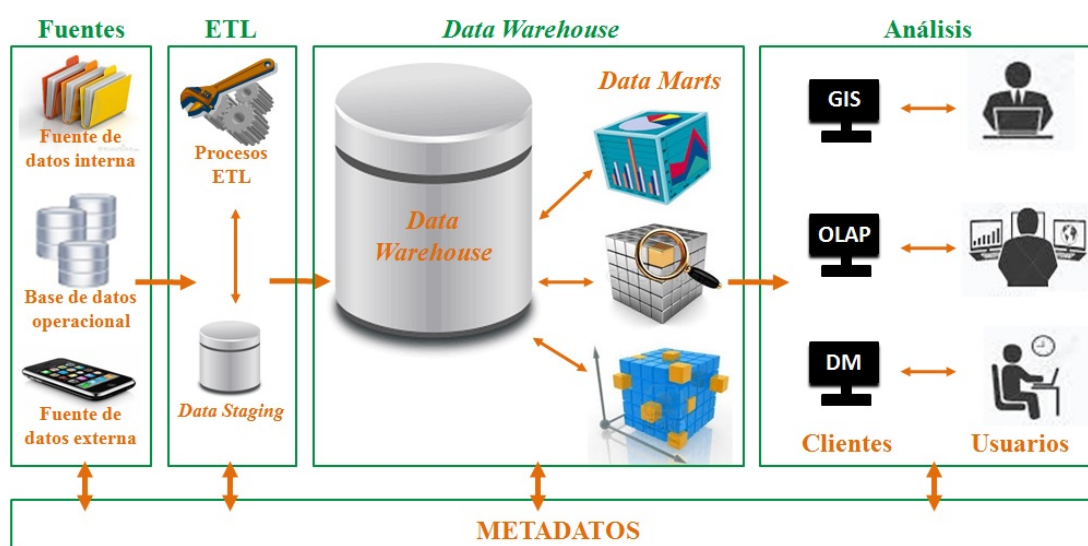 Fuentes
ETL
Data Warehouse
Análisis
Fuente de
datos interna
Base de datos
operacional
Fuente de
datos externa
Procesos
ETL
Data Staging
Data
Warehouse
Data Marts
GIS
OLAP
DM
Clientes
Usuarios
METADATOS